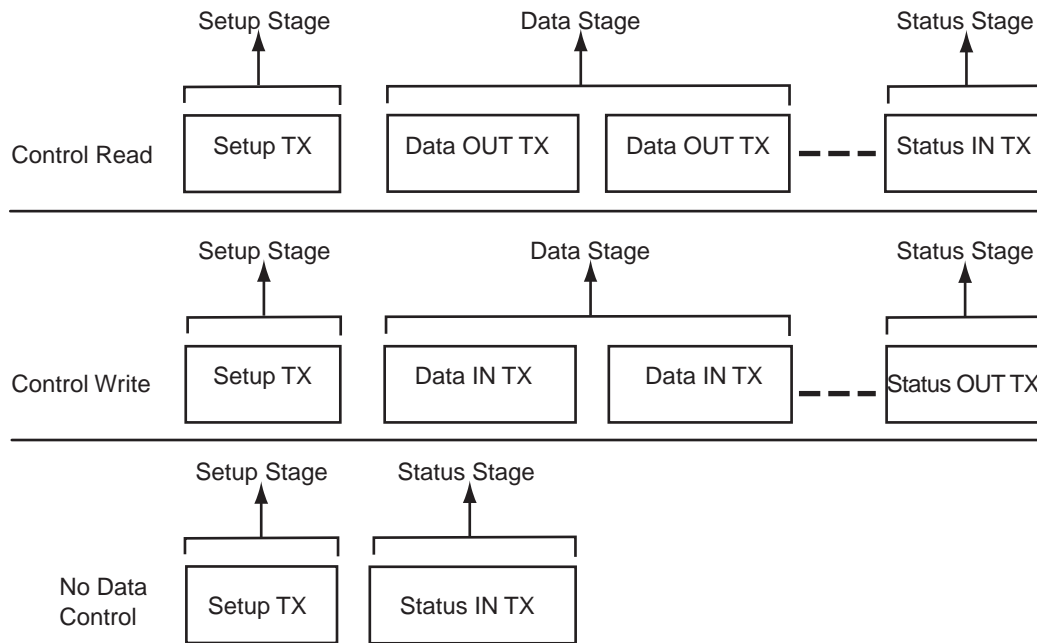 Setup Stage Data Stage Status Stage
Control Read Setup TX Data OUT TX Data OUT TX Status IN TX
Setup Stage Data Stage Status Stage
Control Write Setup TX Data IN TX Data IN TX Status OUT TX
Setup Stage Status Stage
No Data
Control Setup TX Status IN TX